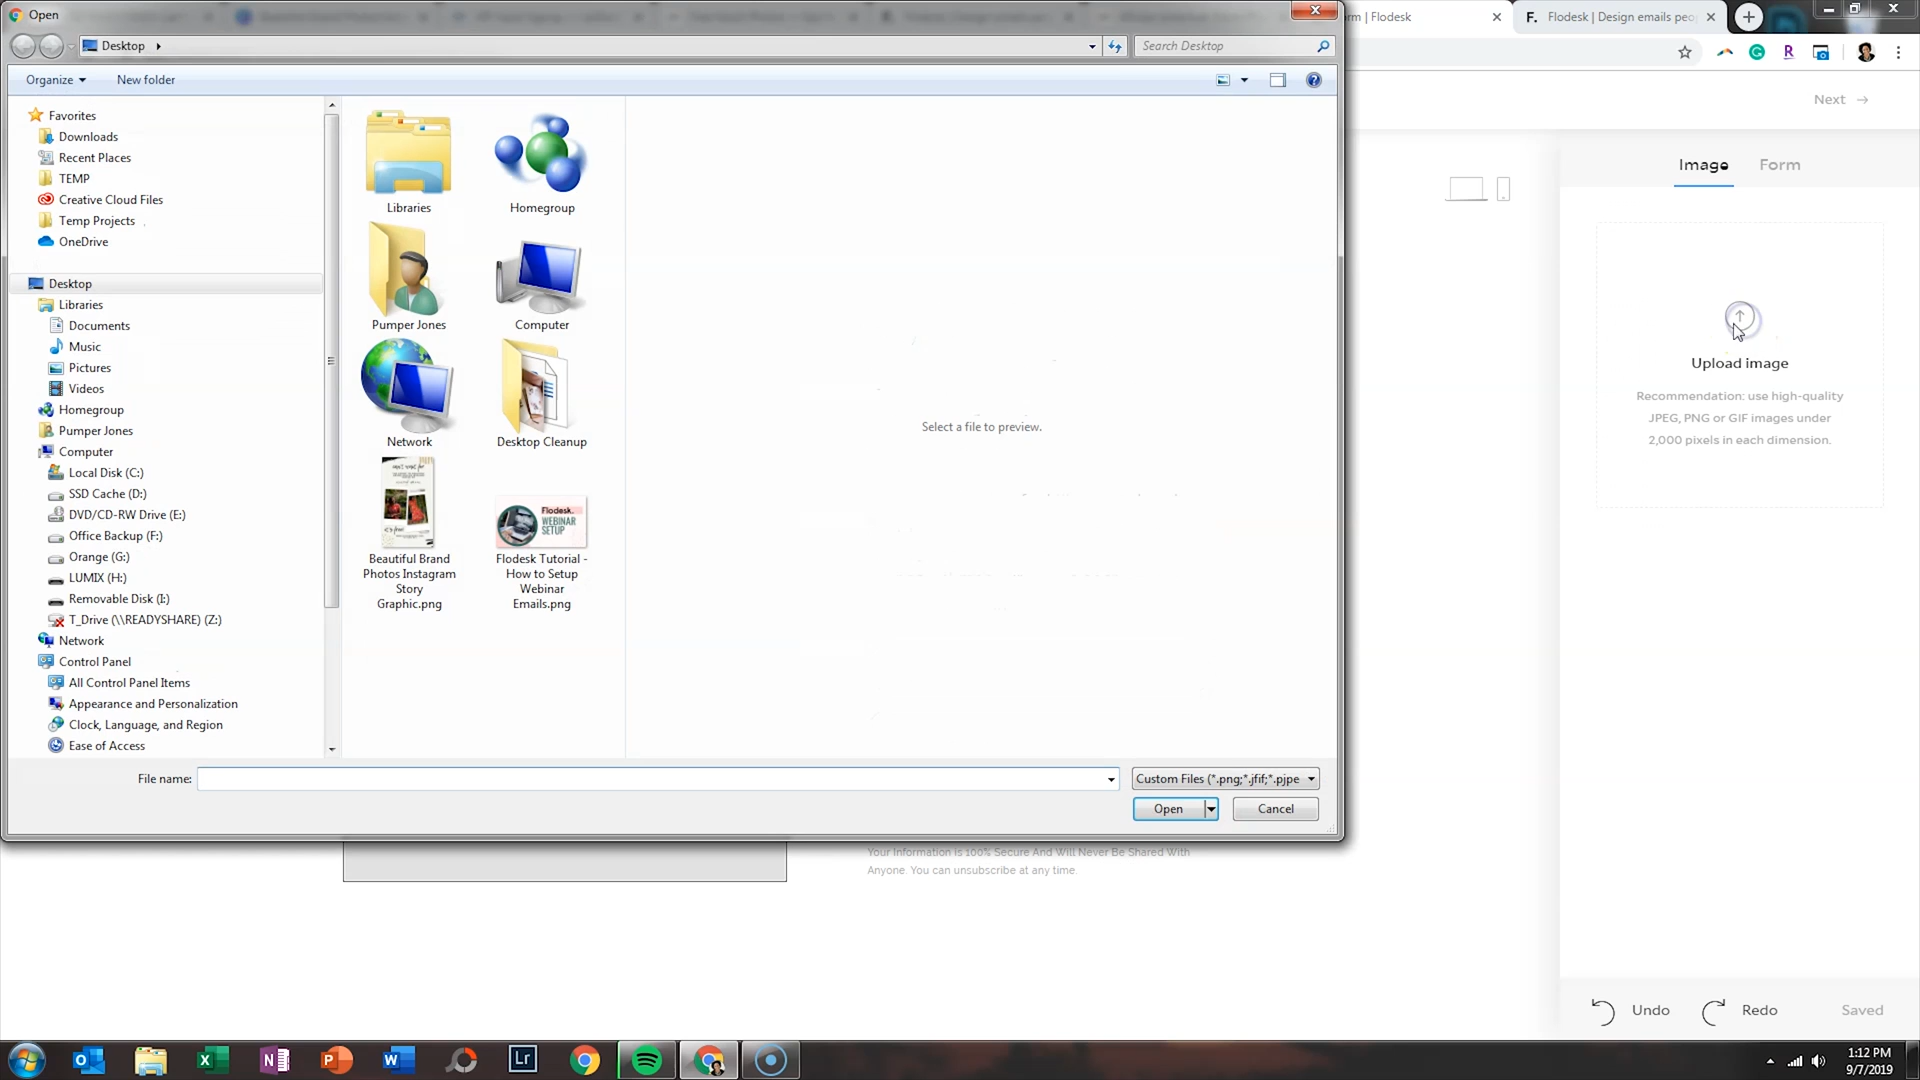 Open
rm | Flodesk
F. Flodesk | Design emails peo
Desktop
Search Desktop
Organize
New folder
Next →
Image
Form
Favorites
Downloads
Recent Places
TEMP
Creative Cloud Files
Temp Projects
OneDrive
Desktop
Libraries
Documents
Music
Pictures
Videos
Homegroup
Pumper Jones
Computer
Local Disk (C:)
SSD Cache (D:)
DVD/CD-RW Drive (E:)
Office Backup (F:)
Orange (G:)
LUMIX (H:)
Removable Disk (I:)
T_Drive (\\READYSHARE) (Z:)
Network
Control Panel
All Control Panel Items
Appearance and Personalization
Clock, Language, and Region
Ease of Access
Libraries
Homegroup
Pumper Jones
Computer
Network
Desktop Cleanup
Flodesk.
WEBINAR
SETUP
Beautiful Brand
Photos Instagram
Story
Graphic.png
Flodesk Tutorial -
How to Setup
Webinar
Emails.png
Select a file to preview.
Upload image
Recommendation: use high-quality
JPEG, PNG or GIF images under
2,000 pixels in each dimension.
File name:
Custom Files (*.png;*.jfif;*.pjpe
Open
Cancel
Your Information is 100% Secure And Will Never Be Shared With
Anyone. You can unsubscribe at any time.
Undo
Redo
Saved
Lr
1:12 PM
9/7/2019